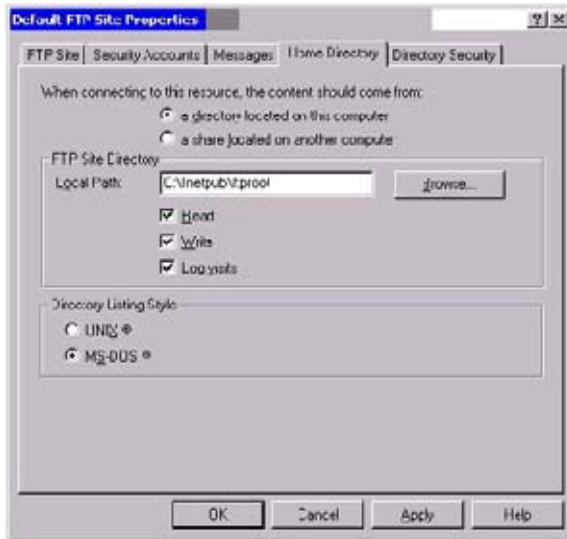 Default FTP Site Properties
FTP Site Security Accounts Messages Home Directory Directory Security
When connecting to this resource, the content should come from:
a directory located on this computer
a share located on another computer
FTP Site Directory
Local Path: C:\Inetpub\ftproot Browse...
Read
Write
Log visits
Directory Listing Style
UNIX ®
MS-DOS ®
OK Cancel Apply Help